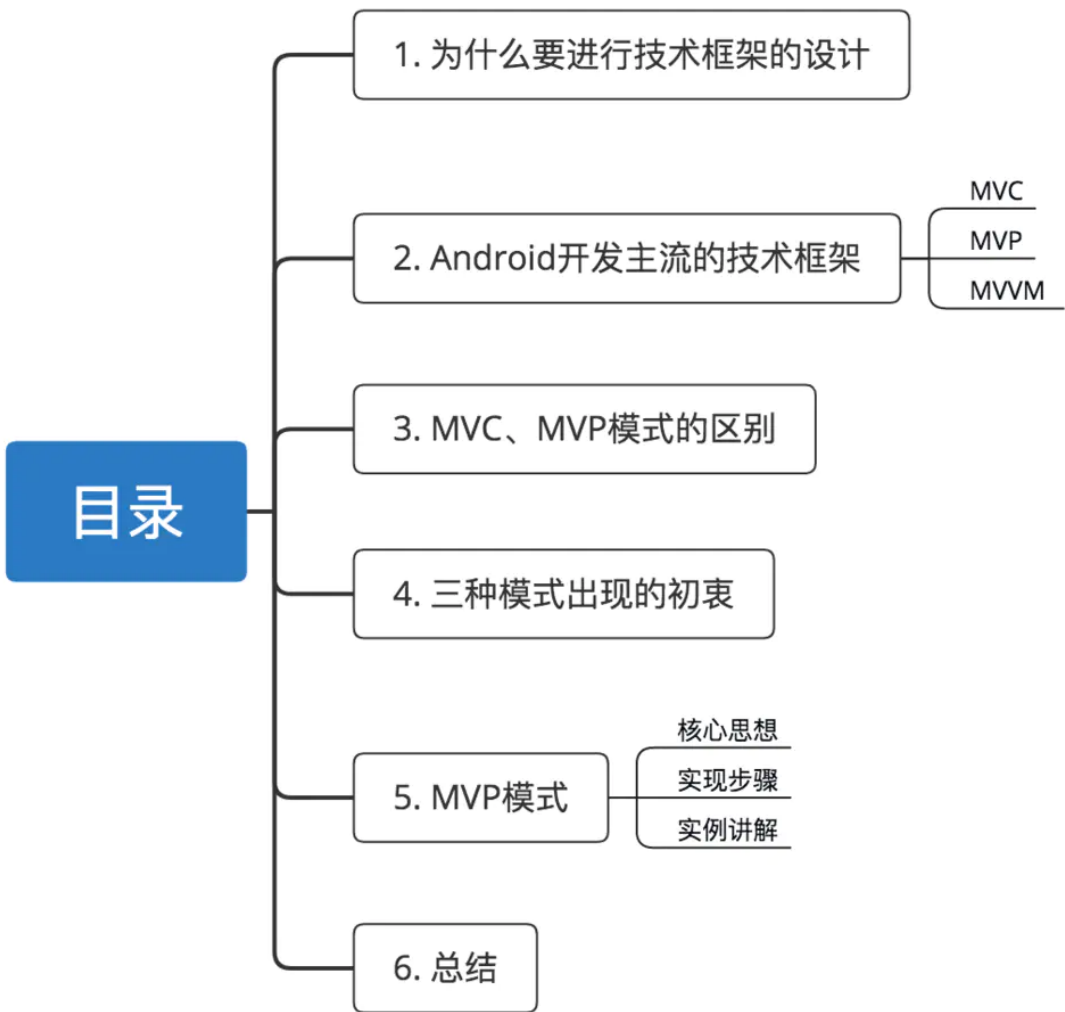 目录
1. 为什么要进行技术框架的设计
2. Android开发主流的技术框架
MVC
MVP
MVVM
3. MVC、MVP模式的区别
4. 三种模式出现的初衷
5. MVP模式
核心思想
实现步骤
实例讲解
6. 总结